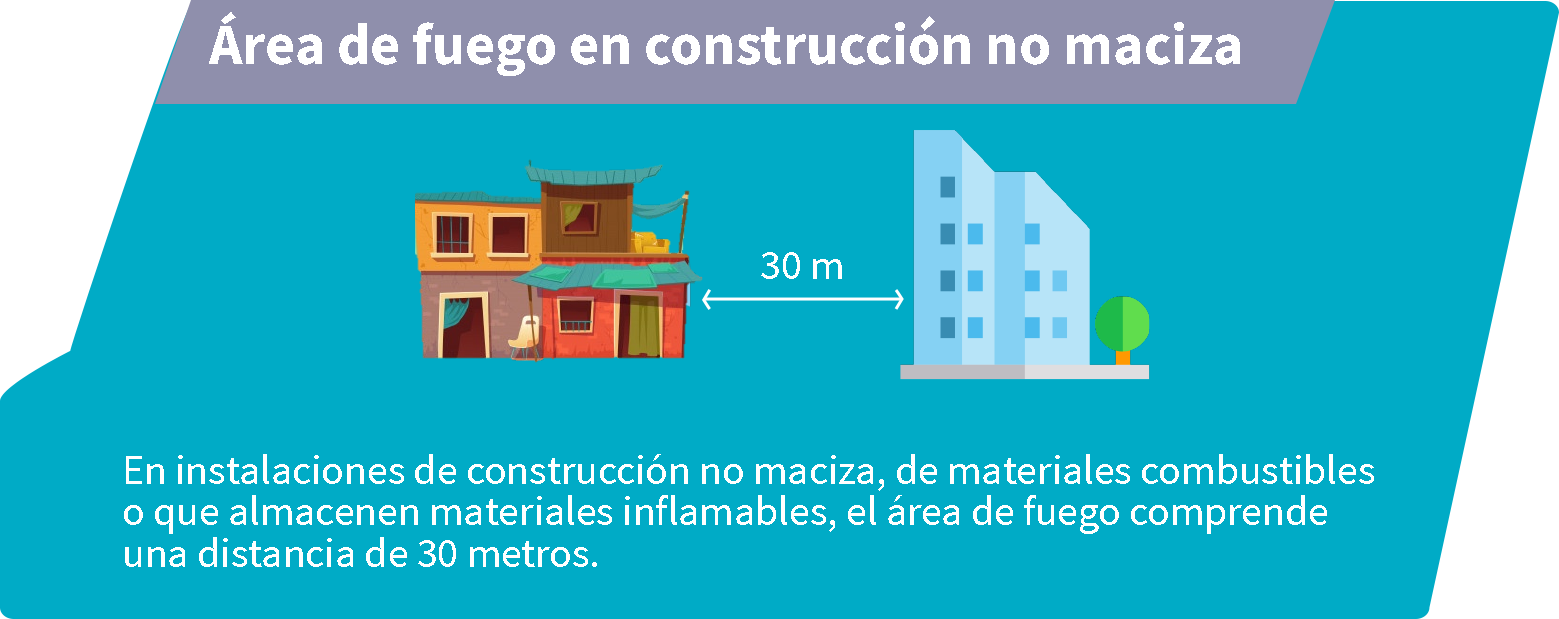 Área de fuego en construcción no maciza
30 m
En instalaciones de construcción no maciza, de materiales combustibles
o que almacenen materiales inflamables, el área de fuego comprende
una distancia de 30 metros.